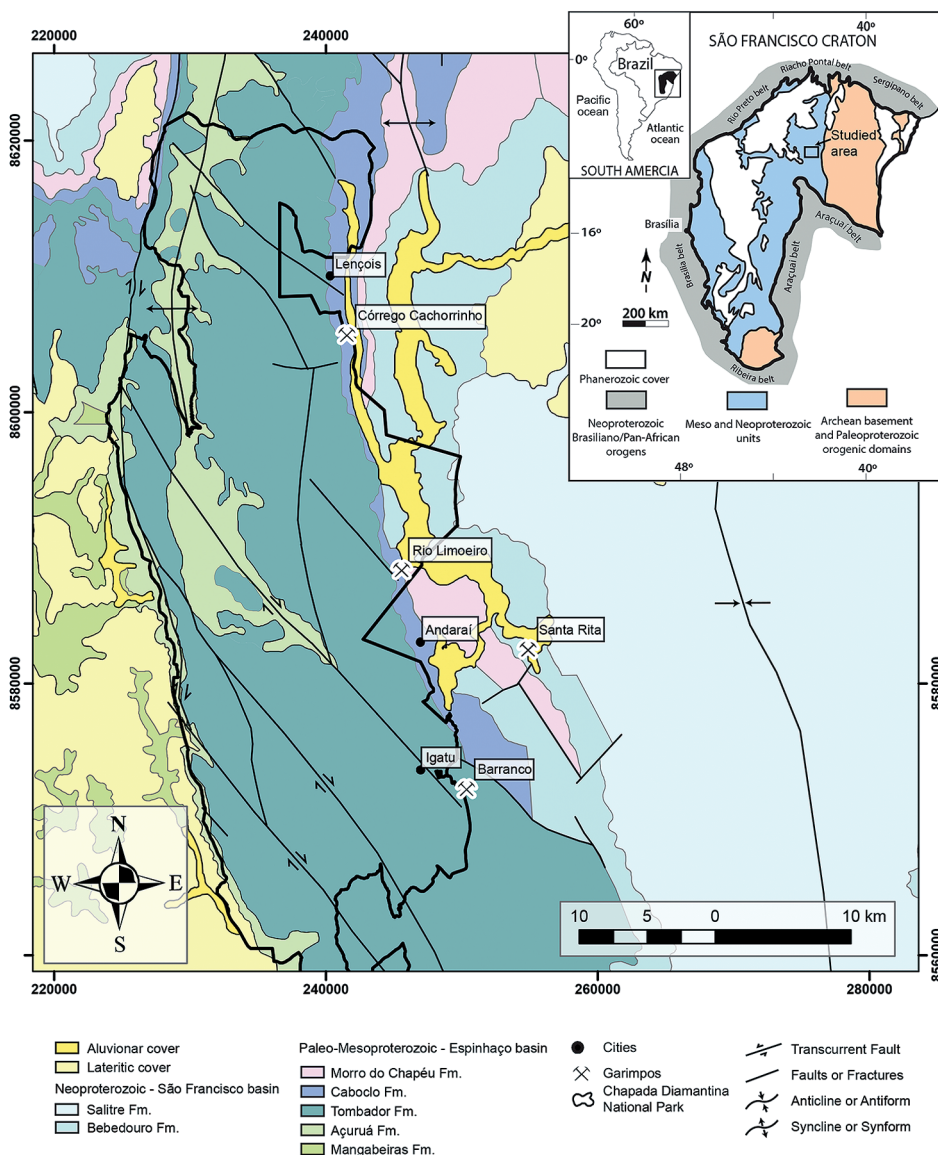 220000
240000
8620000
8600000
8580000
Lençois
Córrego Cachorrinho
Rio Limoeiro
Andaraí
Santa Rita
Igatu
Barranco
60°
0°
Brazil
Pacific
ocean
Atlantic
ocean
SOUTH AMERCIA
40°
SÃO FRANCISCO CRATON
Riacho Pontal belt
Sergipano belt
Rio Preto belt
Studied
area
Brasília
Brasília belt
Araçuaí belt
Araçuaí belt
Ribeira belt
16°
20°
N
200 km
Phanerozoic cover
Neoproterozoic
Brasiliano/Pan-African
orogens
Meso and Neoproterozoic
units
Archean basement
and Paleoproterozoic
orogenic domains
48°
40°
8580000
8560000
N
W
E
S
10 5 0 10 km
220000
240000
260000
280000
Aluvionar cover
Lateritic cover
Neoproterozoic - São Francisco basin
Salitre Fm.
Bebedouro Fm.
Paleo-Mesoproterozoic - Espinhaço basin
Morro do Chapéu Fm.
Caboclo Fm.
Tombador Fm.
Açuruá Fm.
Mangabeiras Fm.
Cities
Garimpos
Chapada Diamantina
National Park
Transcurrent Fault
Faults or Fractures
Anticline or Antiform
Syncline or Synform